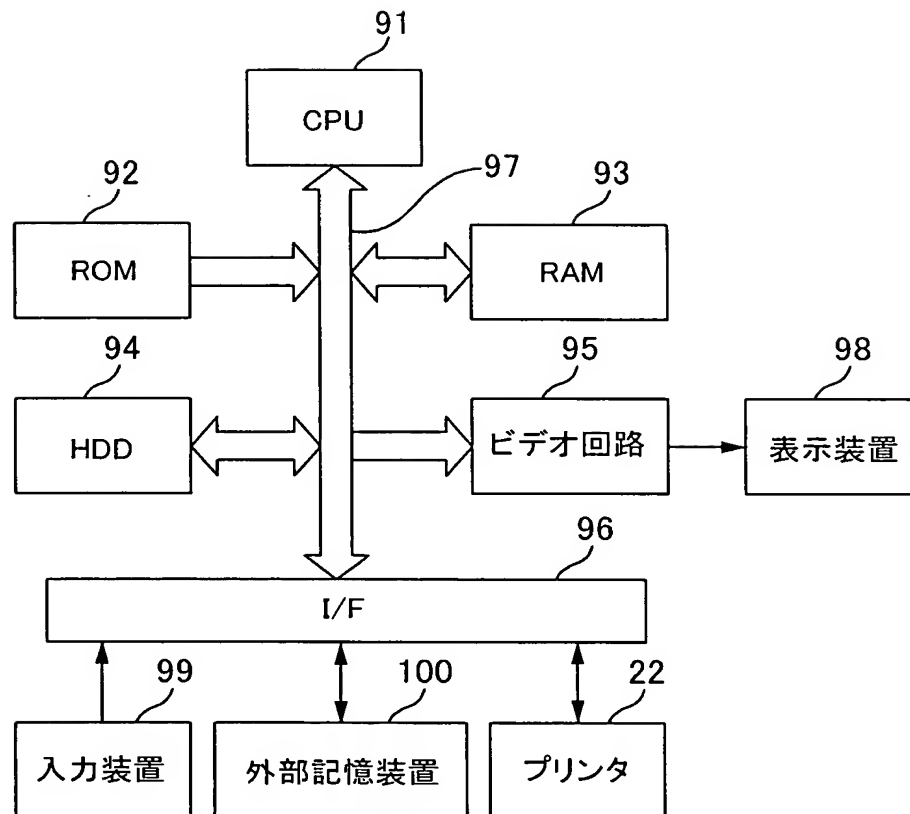 91
CPU
97
92
ROM
93
RAM
94
HDD
95
ビデオ回路
98
表示装置
96
I/F
99
入力装置
100
外部記憶装置
22
プリンタ